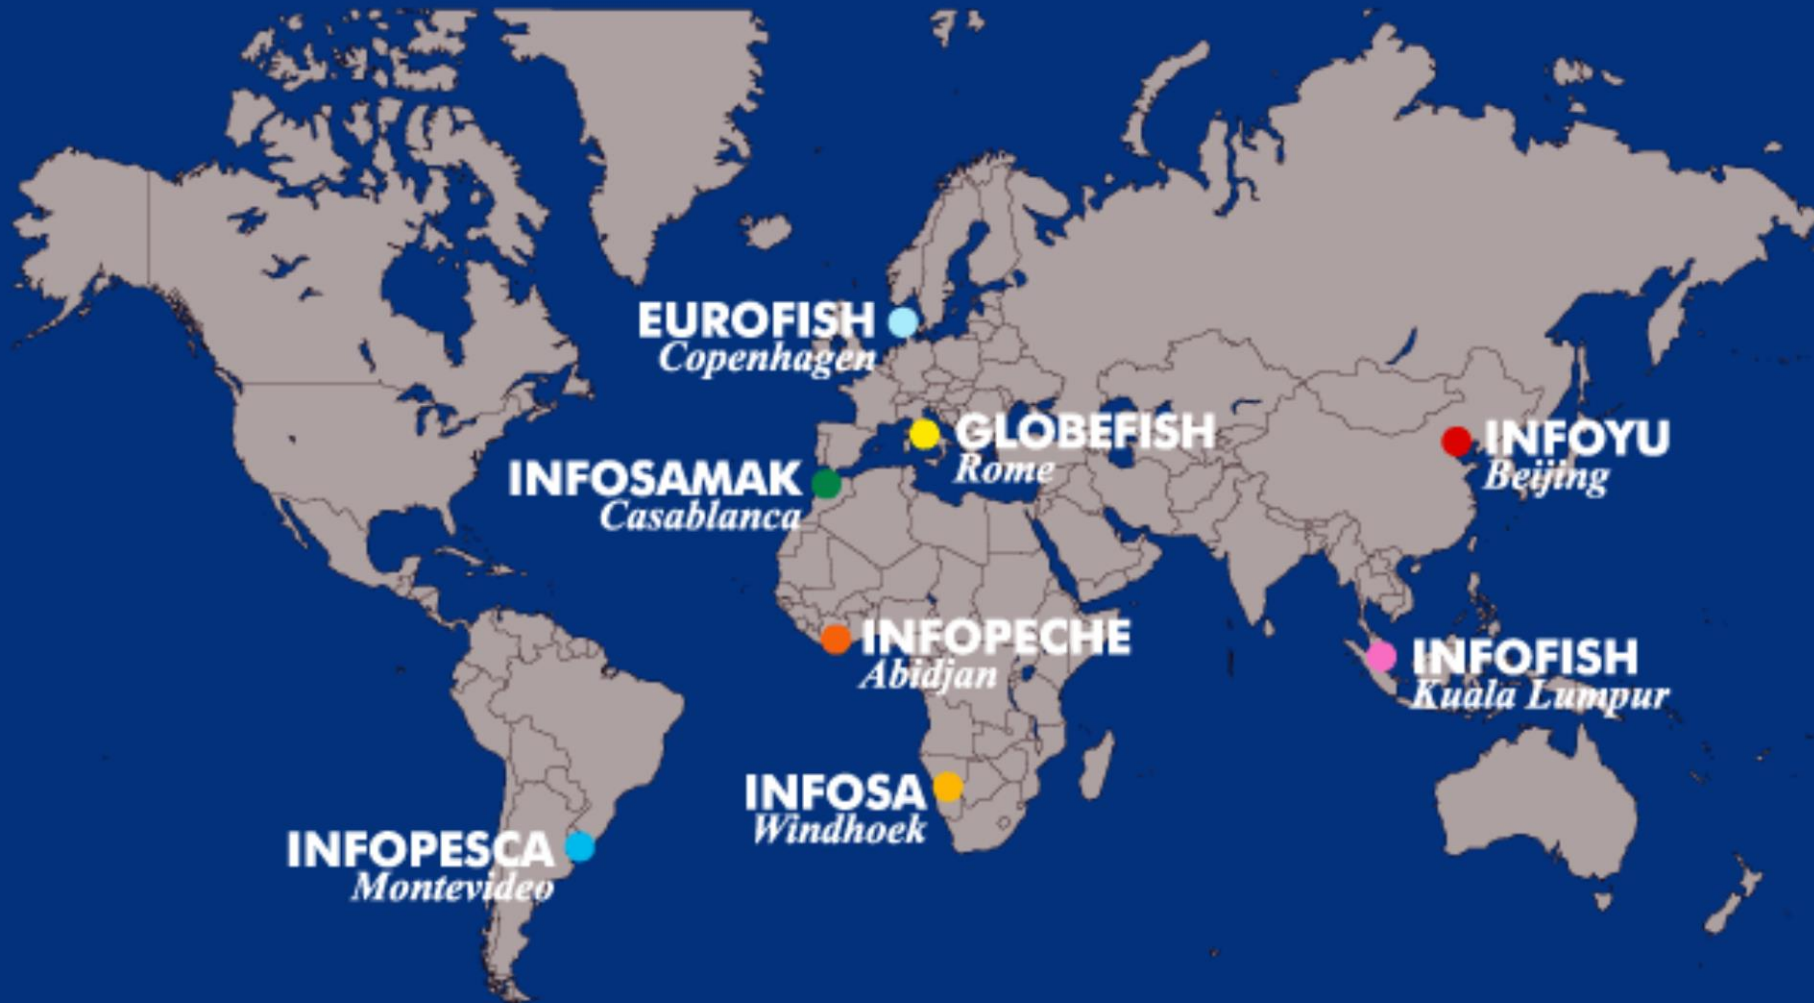 EUROFISH
Copenhagen
GLOBEFISH
Rome
INFOYU
Beijing
INFOSAMAK
Casablanca
INFOPECHE
Abidjan
INFOFISH
Kuala Lumpur
INFOSA
Windhoek
INFOPESCA
Montevideo